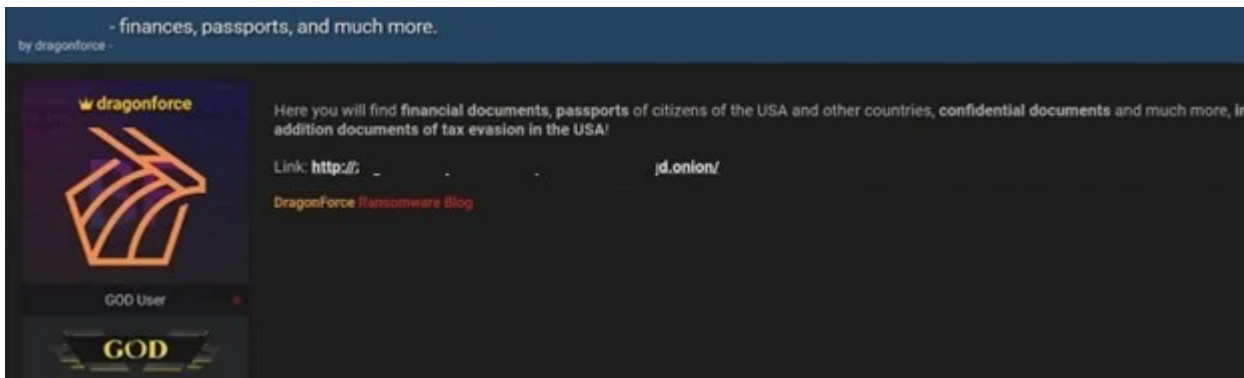 - finances, passports, and much more.
by dragonforce -
dragonforce
Here you will find financial documents, passports of citizens of the USA and other countries, confidential documents and much more, in
addition documents of tax evasion in the USA!
Link: http://: d.onion/
DragonForce Ransomware Blog
GOD User
GOD